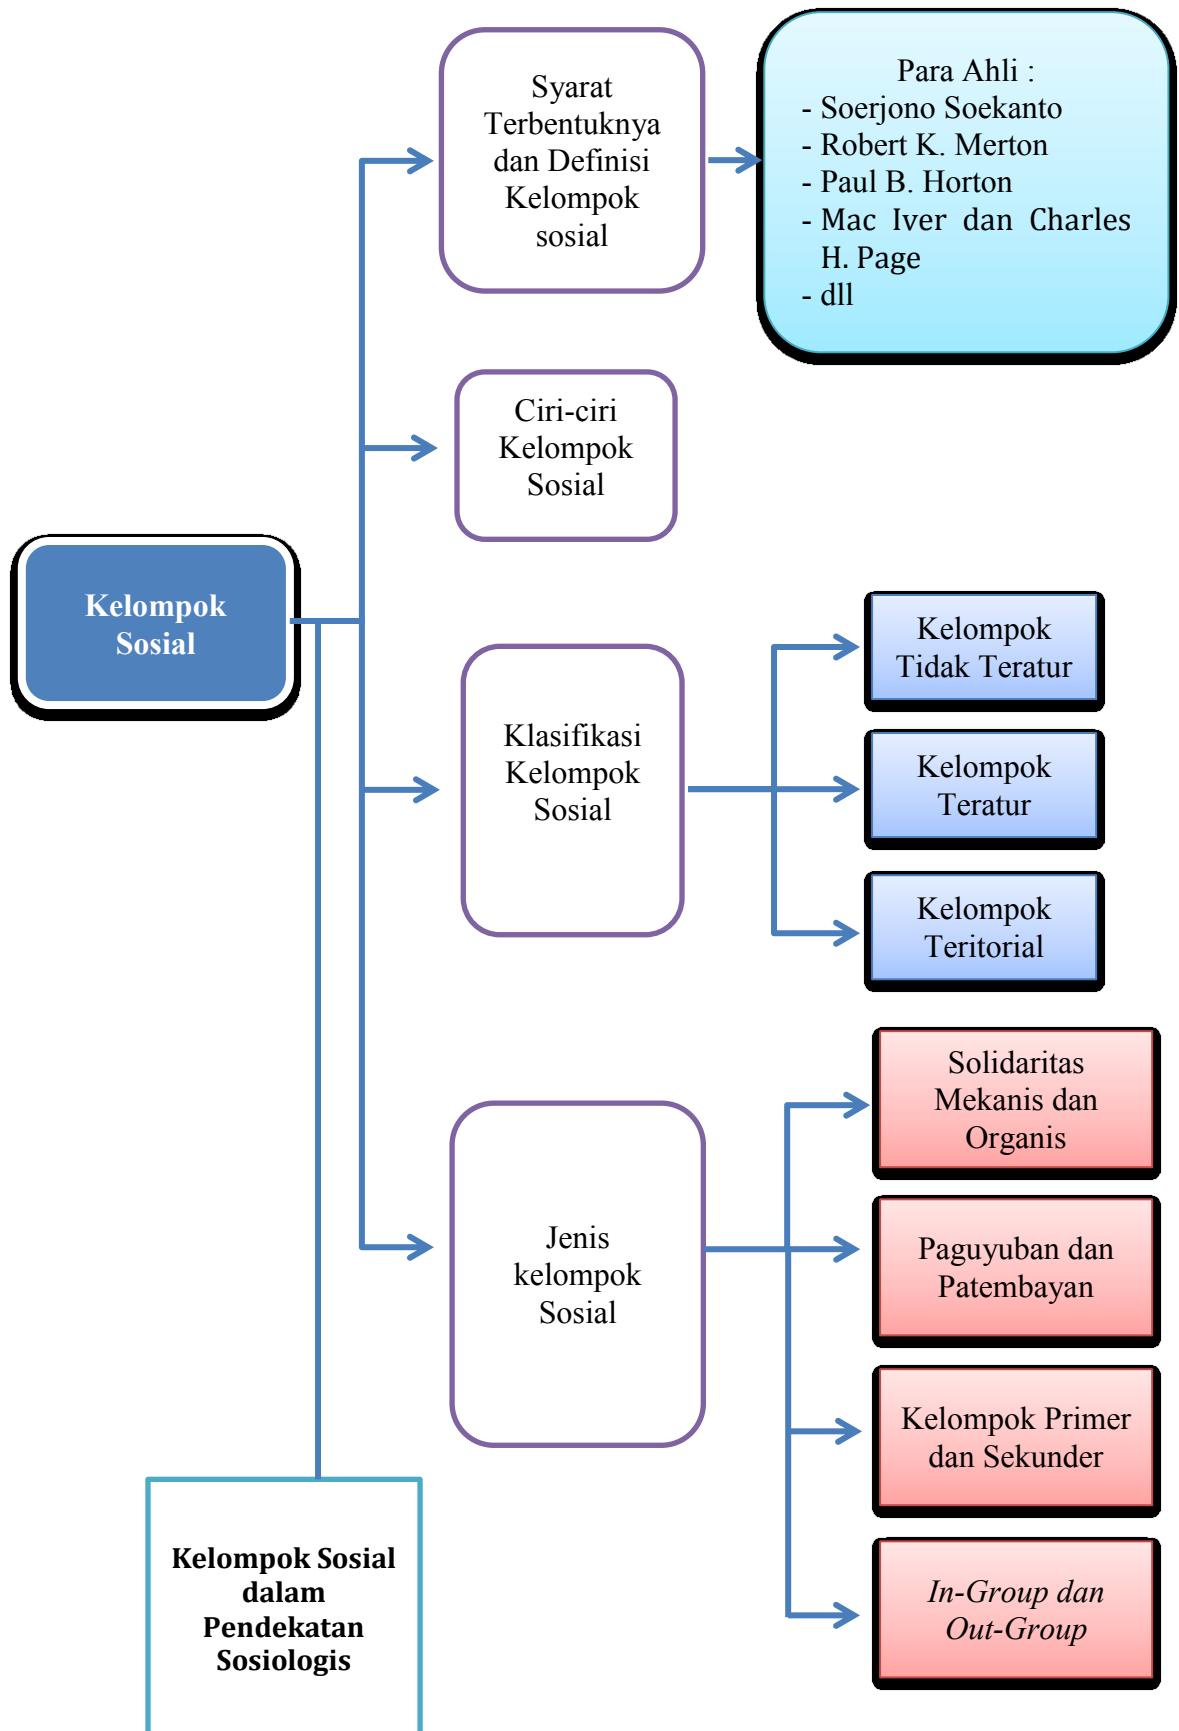 Syarat
Terbentuknya
dan Definisi
Kelompok
sosial
Para Ahli :
- Soerjono Soekanto
- Robert K. Merton
- Paul B. Horton
- Mac Iver dan Charles
H. Page
- dll
Ciri-ciri
Kelompok
Sosial
Kelompok
Sosial
Klasifikasi
Kelompok
Sosial
Kelompok
Tidak Teratur
Kelompok
Teratur
Kelompok
Teritorial
Jenis
kelompok
Sosial
Solidaritas
Mekanis dan
Organis
Paguyuban dan
Patembayan
Kelompok Primer
dan Sekunder
In-Group dan
Out-Group
Kelompok Sosial
dalam
Pendekatan
Sosiologis